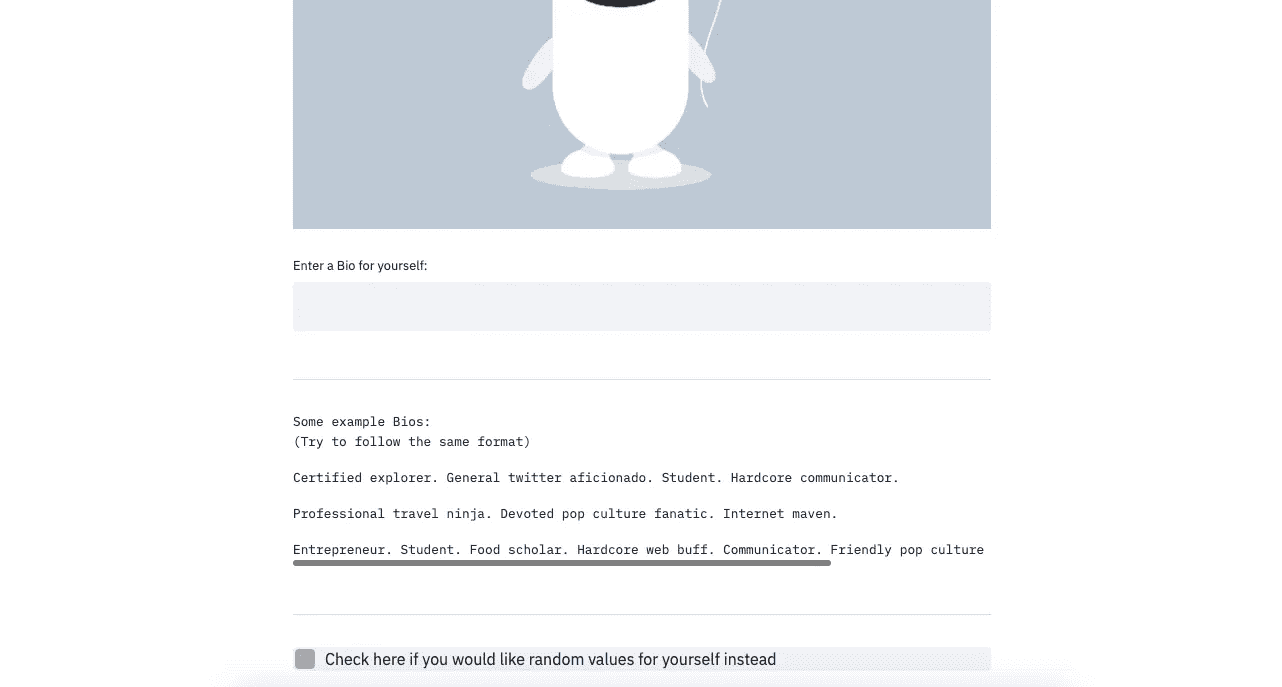 Enter a Bio for yourself:
Some example Bios:
(Try to follow the same format)
Certified explorer. General twitter aficionado. Student. Hardcore communicator.
Professional travel ninja. Devoted pop culture fanatic. Internet maven.
Entrepreneur. Student. Food scholar. Hardcore web buff. Communicator. Friendly pop culture
Check here if you would like random values for yourself instead